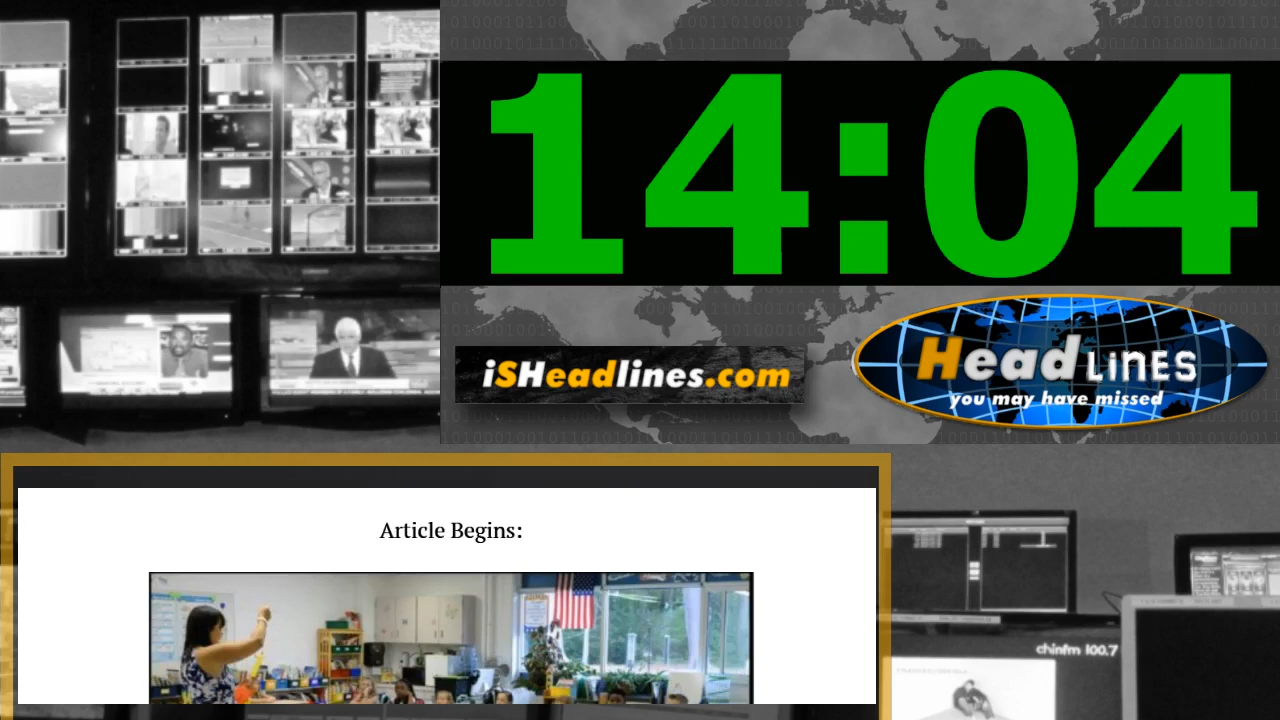 14:04
iSHeadlines.com
HeadLINES
you may have missed
Article Begins:
chinfm 100.7